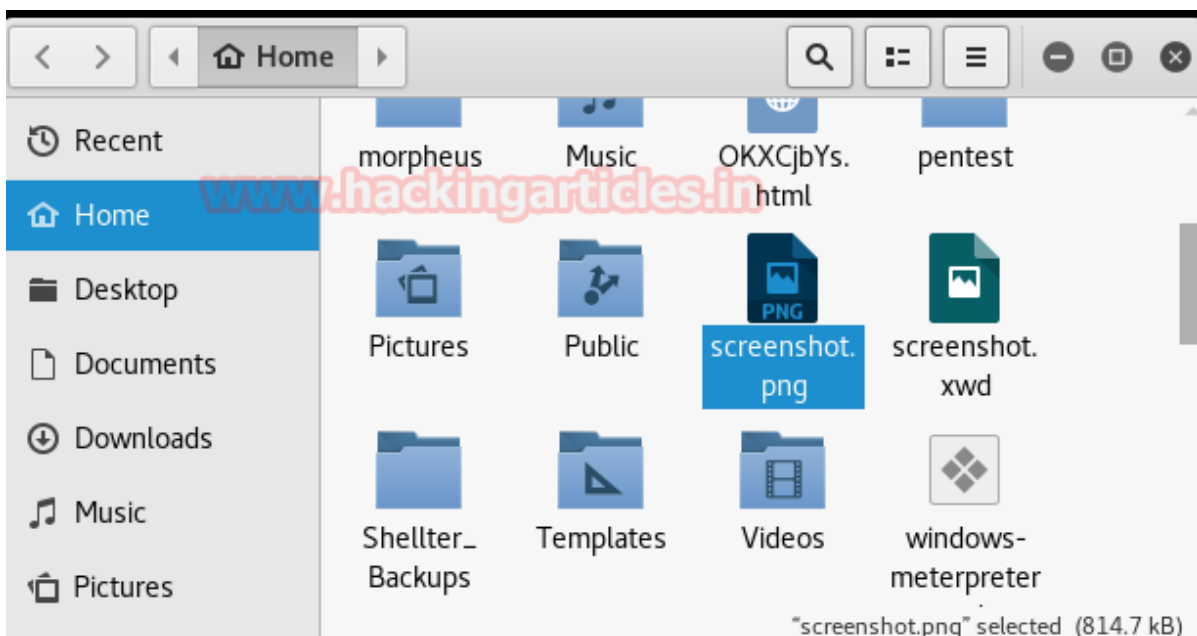 Home
Recent
Home
Desktop
Documents
Downloads
Music
Pictures
morpheus
Music
OKXCjbYs.
html
pentest
www.hackingarticles.in
Pictures
Public
PNG
screenshot.
png
screenshot.
xwd
Shellter_
Backups
Templates
Videos
windows-
meterpreter
"screenshot.png" selected (814.7 kB)